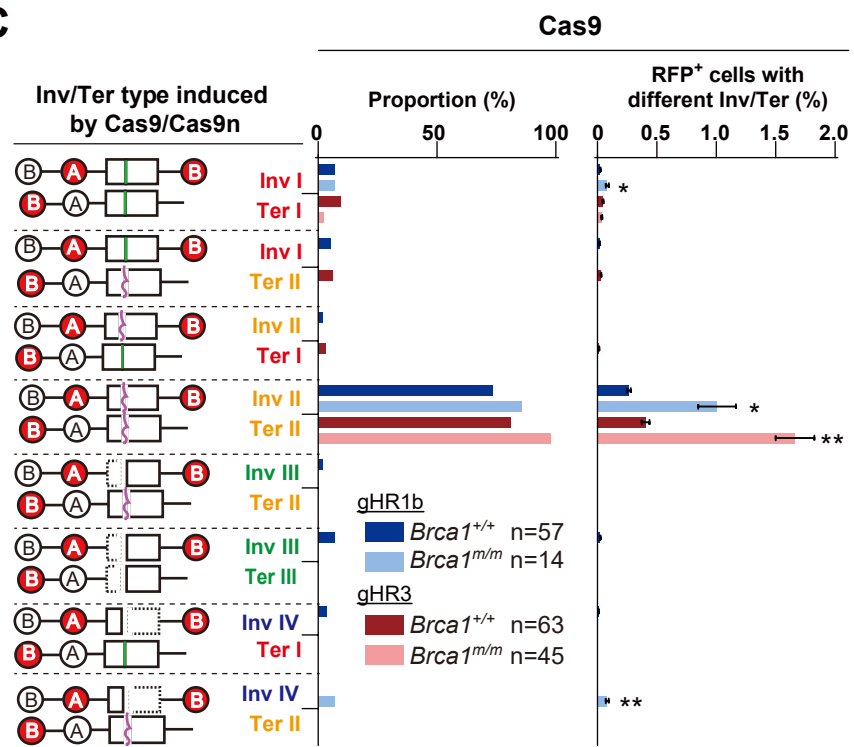 C
Cas9
Inv/Ter type induced
by Cas9/Cas9n
Proportion (%)
RFP⁺ cells with
different Inv/Ter (%)
0 50 100
0 0.5 1.0 1.5 2.0
B A B Inv I
*
B A Ter I
B A B Inv I
B A Ter II
B A B Inv II
B A Ter I
B A B Inv II
*
B A Ter II
**
B A B Inv III
B A Ter II
gHR1b
Brca1⁺/⁺ n=57
B A B Inv III
Brca1ᵐ/ᵐ n=14
B A Ter III
gHR3
B A B Inv IV
Brca1⁺/⁺ n=63
B A Ter I
Brca1ᵐ/ᵐ n=45
B A B Inv IV
**
B A Ter II